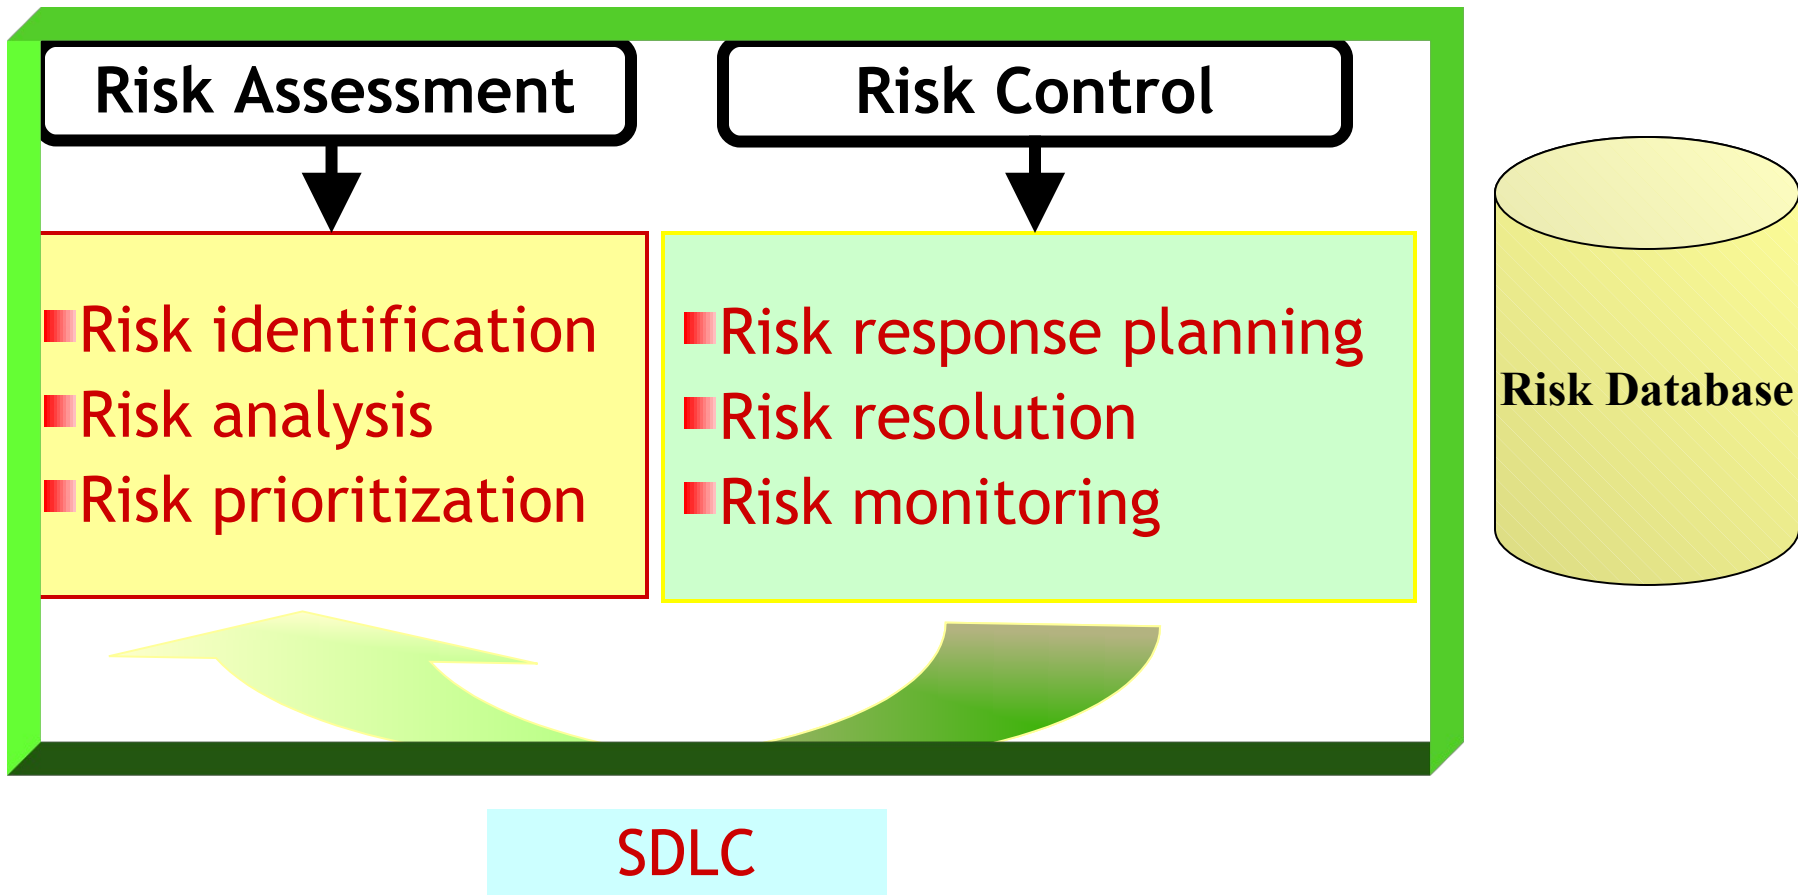 Risk Assessment
Risk Control
Risk identification
Risk analysis
Risk prioritization
Risk response planning
Risk resolution
Risk monitoring
Risk Database
SDLC